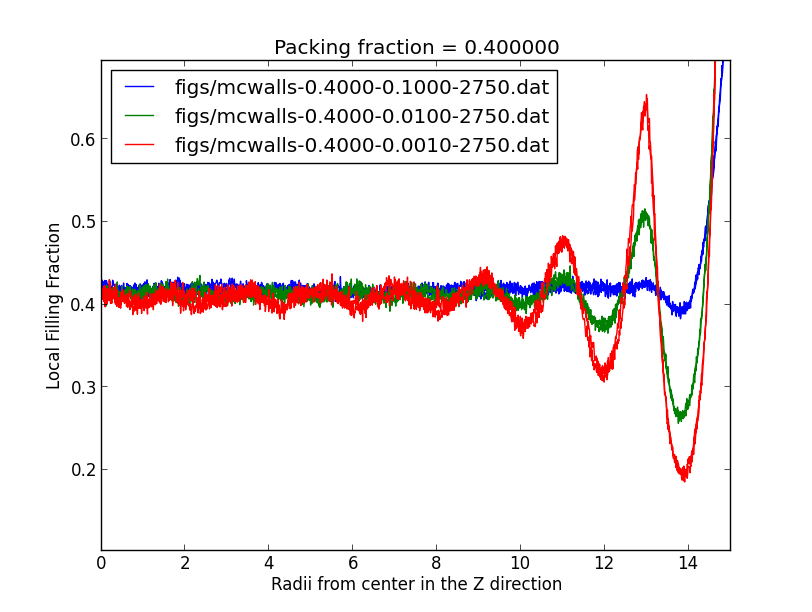 Packing fraction = 0.400000
figs/mcwalls-0.4000-0.1000-2750.dat
figs/mcwalls-0.4000-0.0100-2750.dat
figs/mcwalls-0.4000-0.0010-2750.dat
Local Filling Fraction
0.6
0.5
0.4
0.3
0.2
0 2 4 6 8 10 12 14
Radii from center in the Z direction